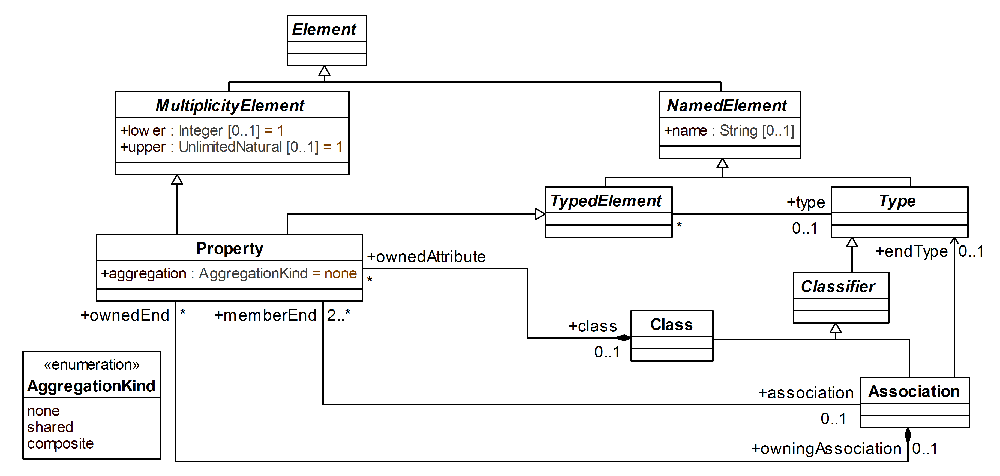 Element
MultiplicityElement
+lower : Integer [0..1] = 1
+upper : UnlimitedNatural [0..1] = 1
NamedElement
+name : String [0..1]
TypedElement
*
+type
0..1
Type
+endType
0..1
Property
+aggregation : AggregationKind = none
+ownedAttribute
*
Classifier
+ownedEnd
*
+memberEnd
2..*
+class
0..1
Class
«enumeration»
AggregationKind
none
shared
composite
+association
0..1
Association
+owningAssociation
0..1